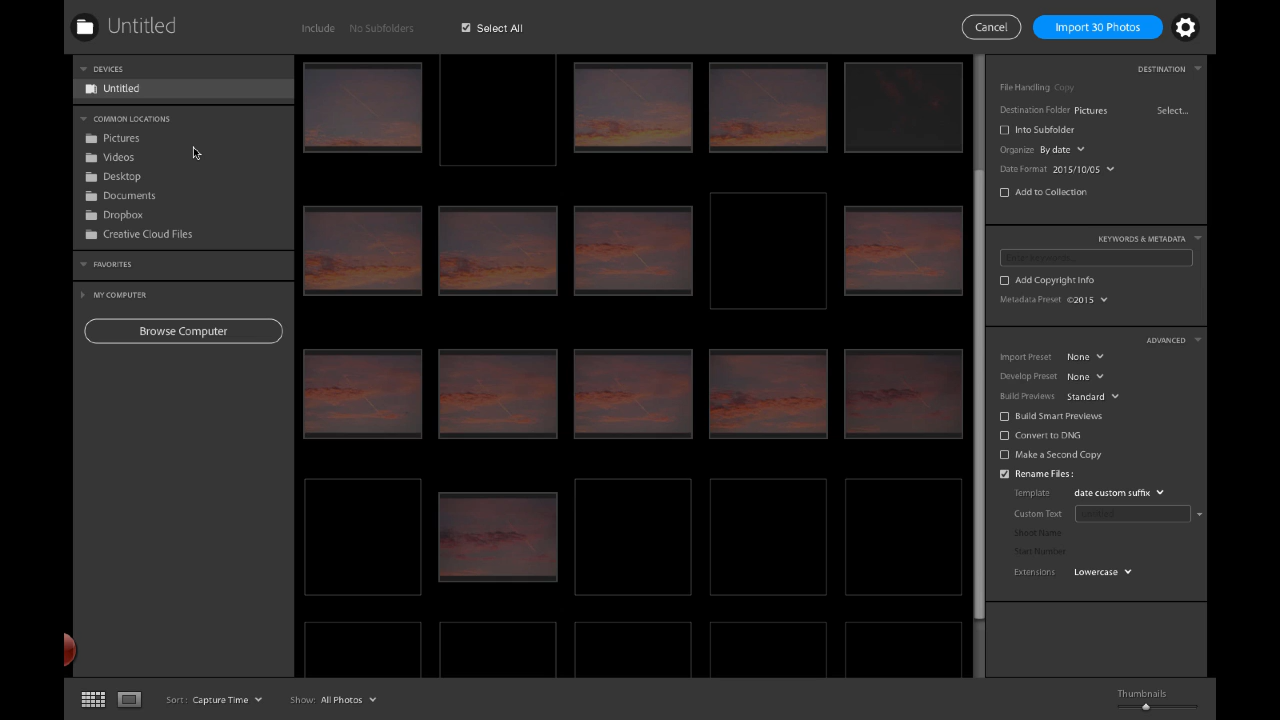 Untitled
Include No Subfolders
Select All
Cancel
Import 30 Photos
DEVICES
Untitled
COMMON LOCATIONS
Pictures
Videos
Desktop
Documents
Dropbox
Creative Cloud Files
FAVORITES
MY COMPUTER
Browse Computer
DESTINATION
File Handling Copy
Destination Folder Pictures Select...
Into Subfolder
Organize By date
Date Format 2015/10/05
Add to Collection
KEYWORDS & METADATA
Enter keywords...
Add Copyright Info
Metadata Preset ©2015
ADVANCED
Import Preset None
Develop Preset None
Build Previews Standard
Build Smart Previews
Convert to DNG
Make a Second Copy
Rename Files :
Template date custom suffix
Custom Text untitled
Shoot Name
Start Number
Extensions Lowercase
Sort : Capture Time
Show: All Photos
Thumbnails